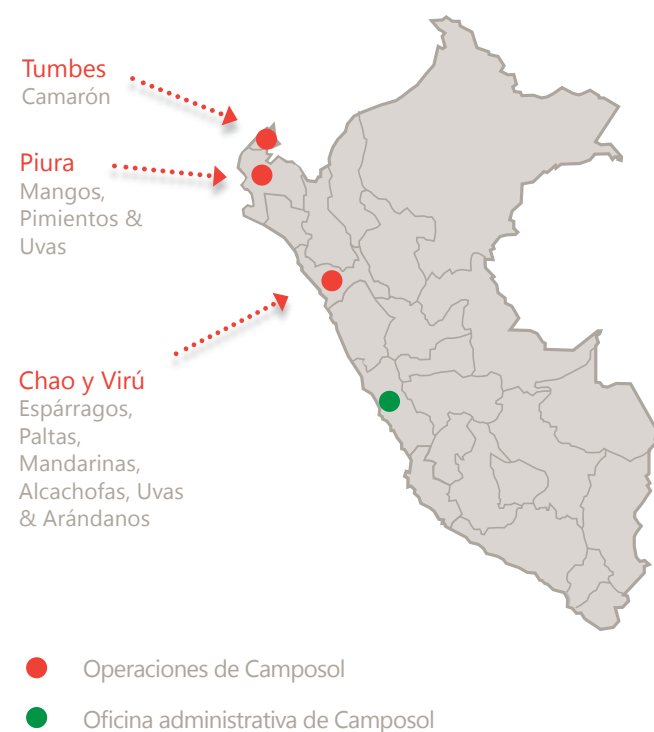 Tumbes
Camarón
Piura
Mangos,
Pimientos &
Uvas
Chao y Virú
Espárragos,
Paltas,
Mandarinas,
Alcachofas, Uvas
& Arándanos
Operaciones de Camposol
Oficina administrativa de Camposol